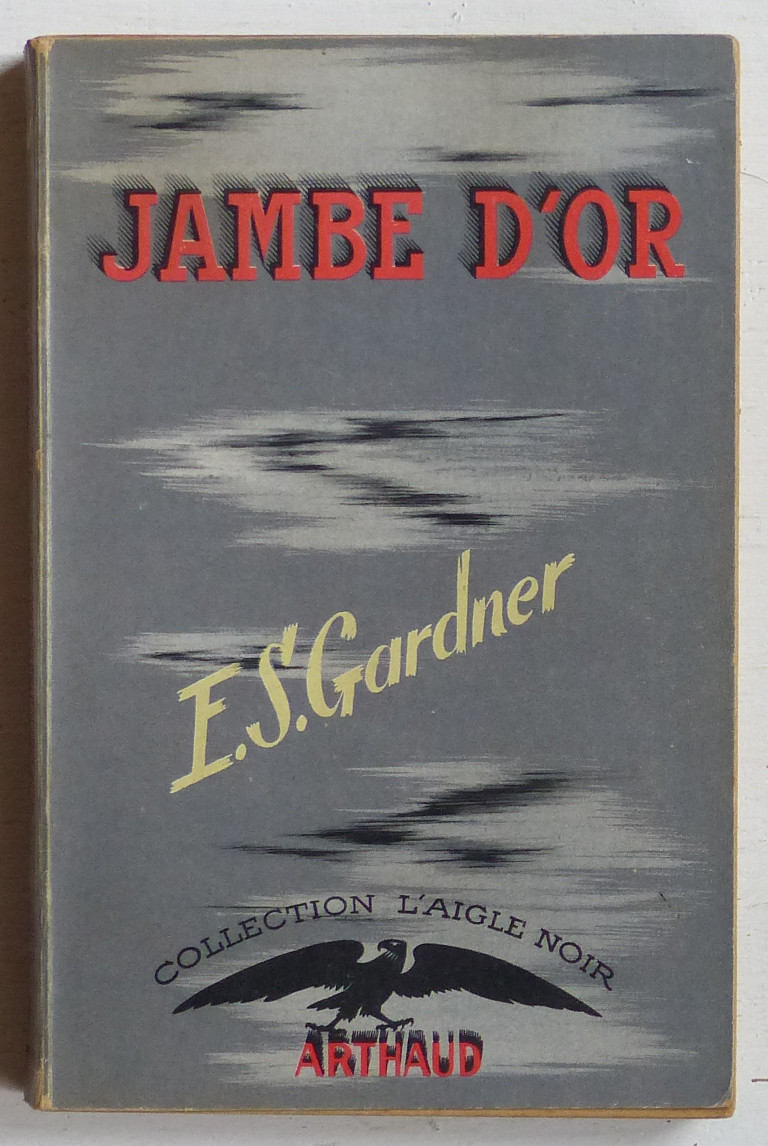 JAMBE D'OR
E.S.Gardner
COLLECTION L'AIGLE NOIR
ARTHAUD